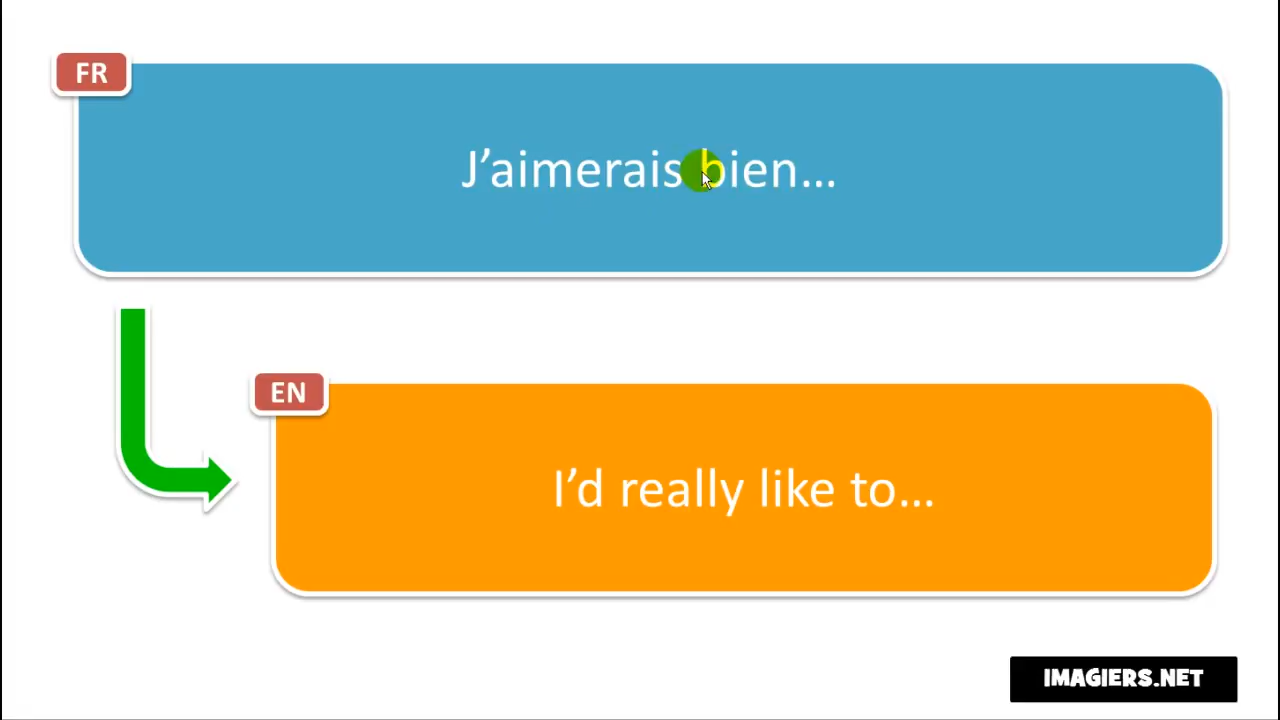 FR
J’aimerais bien…
EN
I’d really like to…
IMAGIERS.NET